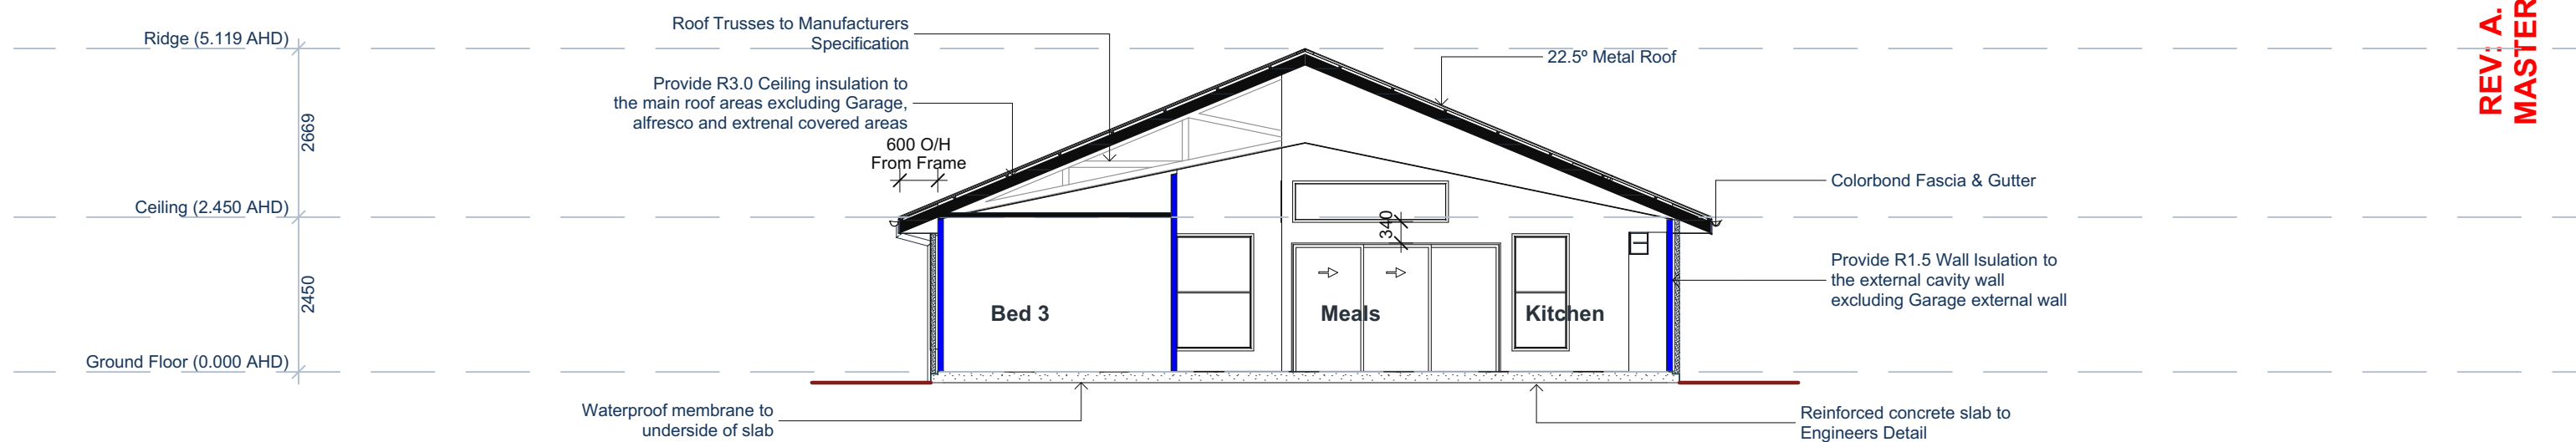 Ridge (5.119 AHD)
2669
Ceiling (2.450 AHD)
2450
Ground Floor (0.000 AHD)
Roof Trusses to Manufacturers
Specification
Provide R3.0 Ceiling insulation to
the main roof areas excluding Garage,
alfresco and extrenal covered areas
600 O/H
From Frame
22.5º Metal Roof
Colorbond Fascia & Gutter
340
Provide R1.5 Wall Isulation to
the external cavity wall
excluding Garage external wall
Bed 3
Meals
Kitchen
Waterproof membrane to
underside of slab
Reinforced concrete slab to
Engineers Detail
REV: A.
MASTER